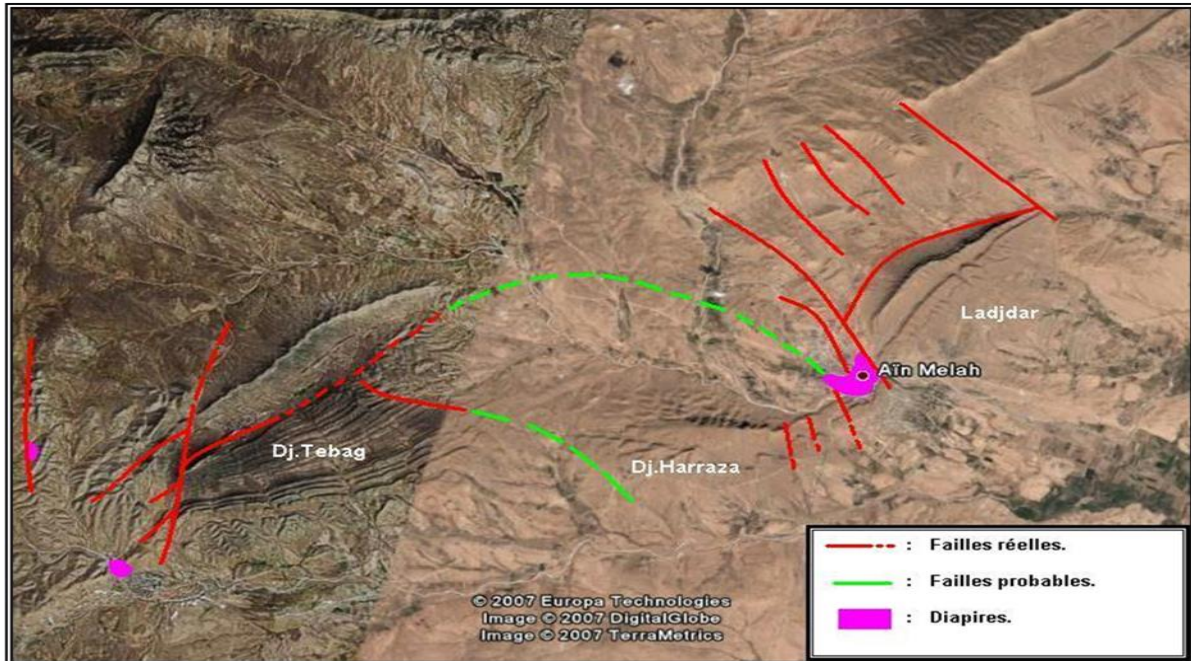 Ladjdar
Aïn Melah
Dj.Tebag
Dj.Harraza
© 2007 Europa Technologies
Image © 2007 DigitalGlobe
Image © 2007 TerraMetrics
: Failles réelles.
: Failles probables.
: Diapires.